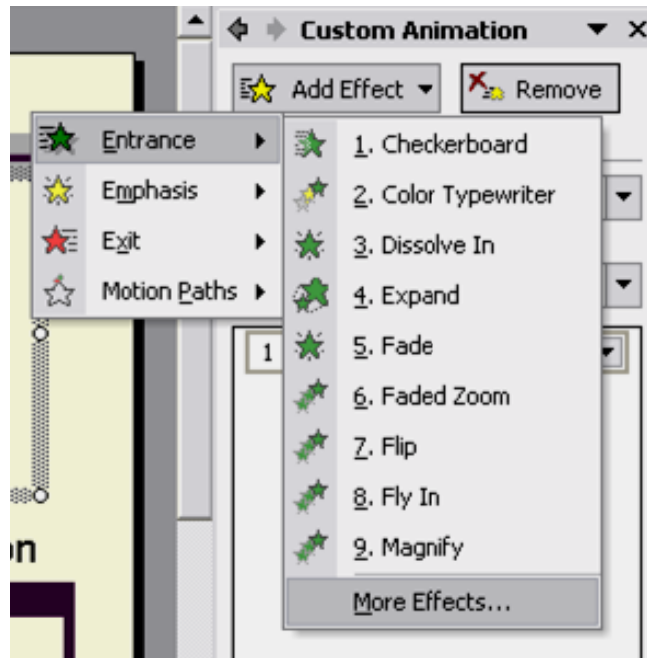 Custom Animation
Add Effect
Remove
Entrance
Emphasis
Exit
Motion Paths
1. Checkerboard
2. Color Typewriter
3. Dissolve In
4. Expand
5. Fade
6. Faded Zoom
7. Flip
8. Fly In
9. Magnify
More Effects...
1
on